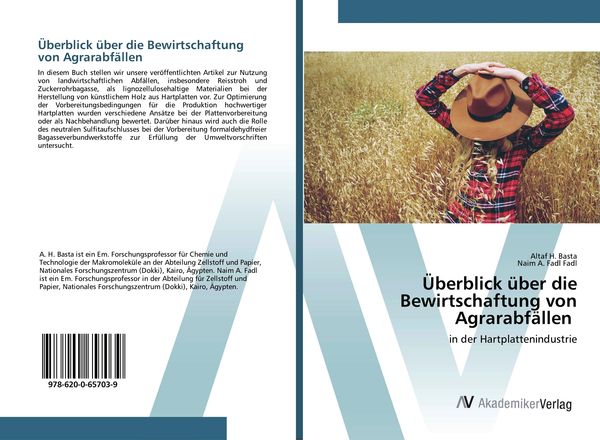 Überblick über die Bewirtschaftung
von Agrarabfällen
In diesem Buch stellen wir unsere veröffentlichten Artikel zur Nutzung
von landwirtschaftlichen Abfällen, insbesondere Reisstroh und
Zuckerrohrbagasse, als lignozellulosehaltige Materialien bei der
Herstellung von künstlichem Holz aus Hartplatten vor. Zur Optimierung
der Vorbereitungsbedingungen für die Produktion hochwertiger
Hartplatten wurden verschiedene Ansätze bei der Plattenvorbereitung
oder als Nachbehandlung bewertet. Darüber hinaus wird auch die Rolle
des neutralen Sulfitaufschlusses bei der Vorbereitung formaldehydfreier
Bagasseverbundwerkstoffe zur Erfüllung der Umweltvorschriften
untersucht.
A. H. Basta ist ein Em. Forschungsprofessor für Chemie und
Technologie der Makromoleküle an der Abteilung Zellstoff und Papier,
Nationales Forschungszentrum (Dokki), Kairo, Ägypten. Naim A. Fadl
ist ein Em. Forschungsprofessor in der Abteilung für Zellstoff und
Papier, Nationales Forschungszentrum (Dokki), Kairo, Ägypten.
978-620-0-65703-9
Altaf H. Basta
Naim A. Fadl Fadl
Überblick über die
Bewirtschaftung von
Agrarabfällen
in der Hartplattenindustrie
AV AkademikerVerlag